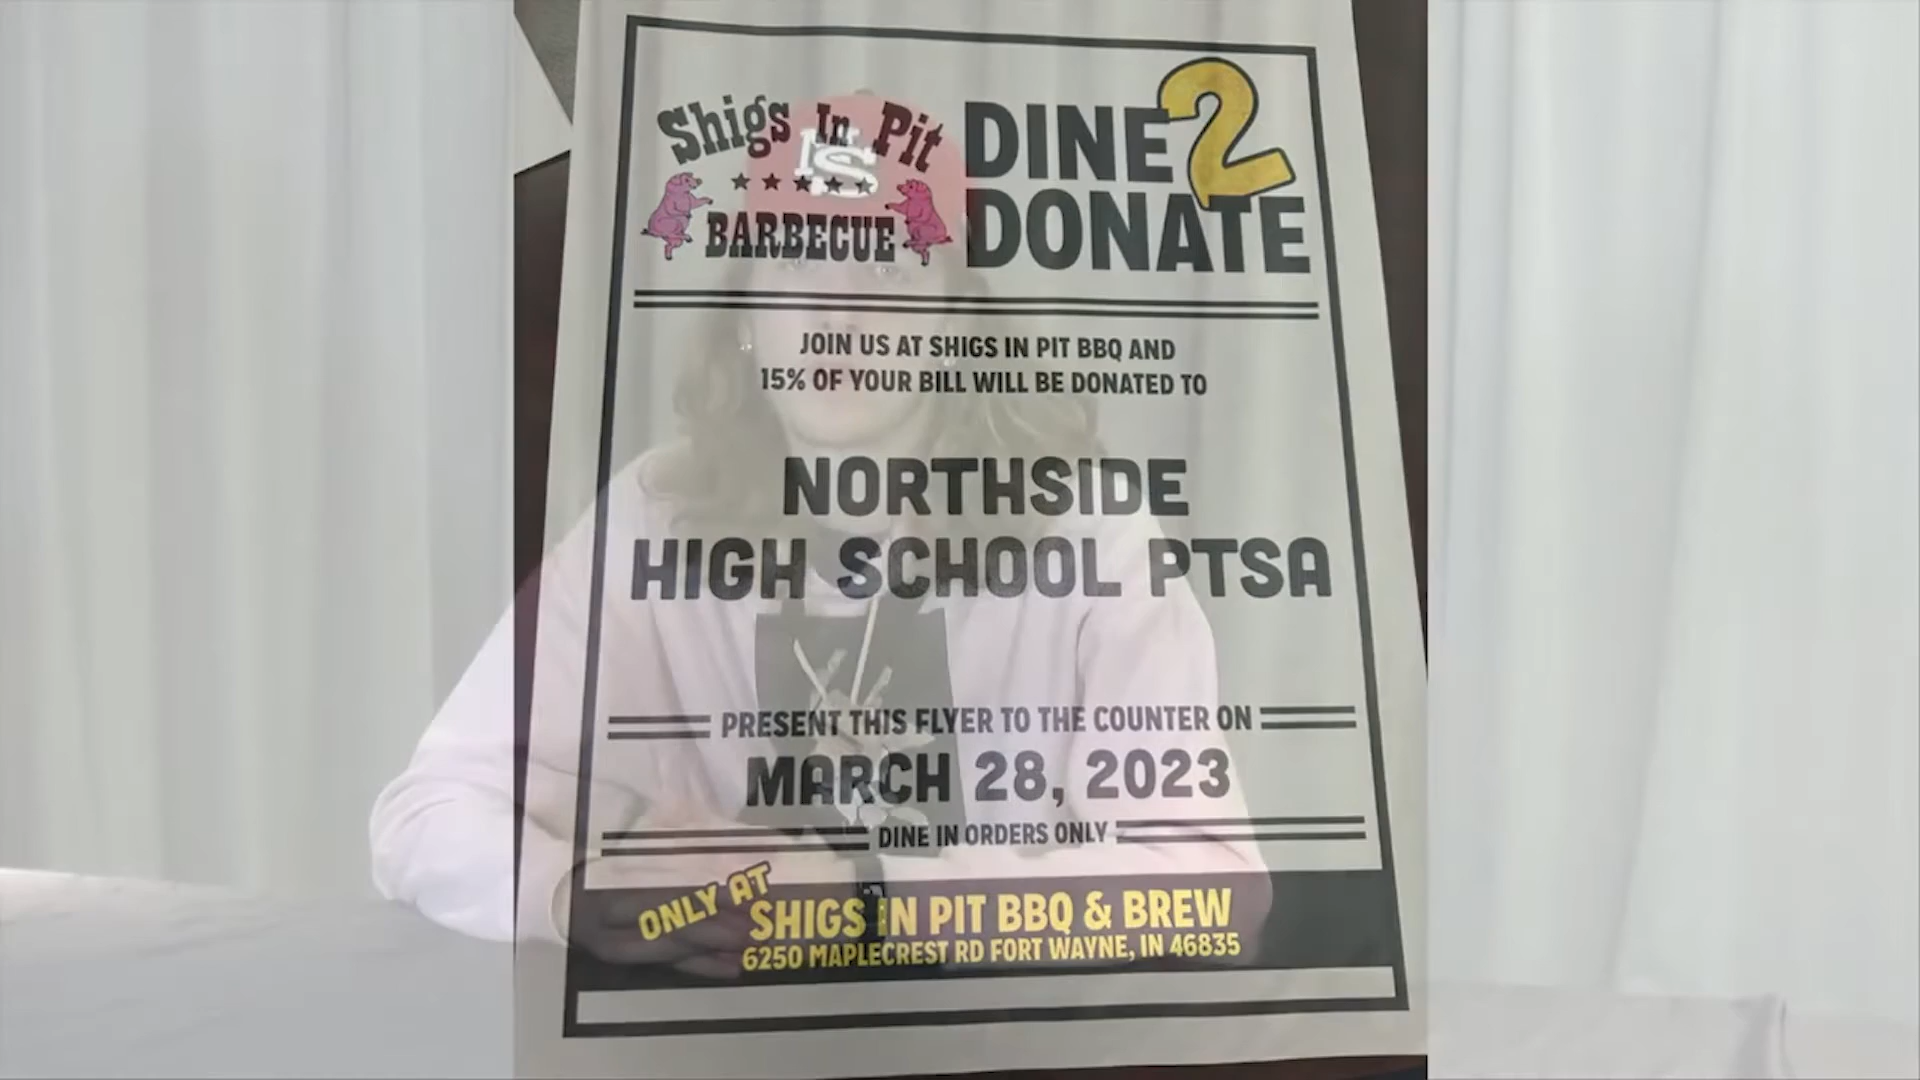 Shigs In Pit
BARBECUE
DINE 2
DONATE
JOIN US AT SHIGS IN PIT BBQ AND
15% OF YOUR BILL WILL BE DONATED TO
NORTHSIDE
HIGH SCHOOL PTSA
PRESENT THIS FLYER TO THE COUNTER ON
MARCH 28, 2023
DINE IN ORDERS ONLY
ONLY AT
SHIGS IN PIT BBQ & BREW
6250 MAPLECREST RD FORT WAYNE, IN 46835